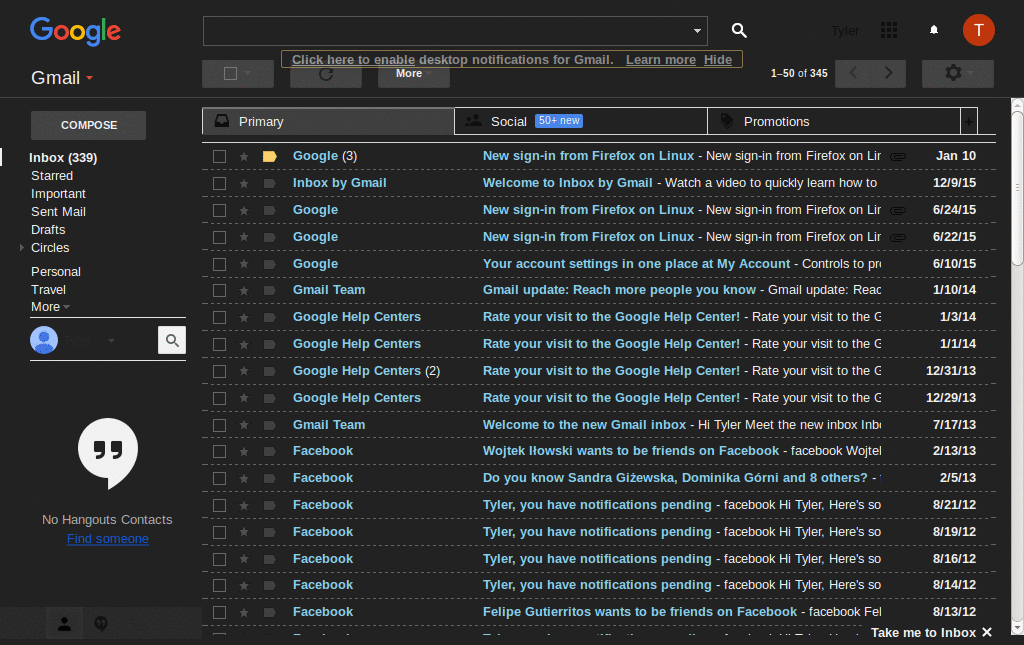 Google
Tyler
T
Click here to enable desktop notifications for Gmail. Learn more Hide
Gmail
More
1–50 of 345
COMPOSE
Primary
Social 50+ new
Promotions
+
Inbox (339)
Starred
Important
Sent Mail
Drafts
Circles
Personal
Travel
More
No Hangouts Contacts
Find someone
Google (3) New sign-in from Firefox on Linux - New sign-in from Firefox on Lin Jan 10
Inbox by Gmail Welcome to Inbox by Gmail - Watch a video to quickly learn how to 12/9/15
Google New sign-in from Firefox on Linux - New sign-in from Firefox on Lin 6/24/15
Google New sign-in from Firefox on Linux - New sign-in from Firefox on Lin 6/22/15
Google Your account settings in one place at My Account - Controls to pro 6/10/15
Gmail Team Gmail update: Reach more people you know - Gmail update: Reac 1/10/14
Google Help Centers Rate your visit to the Google Help Center! - Rate your visit to the G 1/3/14
Google Help Centers Rate your visit to the Google Help Center! - Rate your visit to the G 1/1/14
Google Help Centers (2) Rate your visit to the Google Help Center! - Rate your visit to the G 12/31/13
Google Help Centers Rate your visit to the Google Help Center! - Rate your visit to the G 12/29/13
Gmail Team Welcome to the new Gmail inbox - Hi Tyler Meet the new inbox Inbo 7/17/13
Facebook Wojtek Iłowski wants to be friends on Facebook - facebook Wojtel 2/13/13
Facebook Do you know Sandra Giżewska, Dominika Górni and 8 others? - 2/5/13
Facebook Tyler, you have notifications pending - facebook Hi Tyler, Here's so 8/21/12
Facebook Tyler, you have notifications pending - facebook Hi Tyler, Here's so 8/19/12
Facebook Tyler, you have notifications pending - facebook Hi Tyler, Here's so 8/16/12
Facebook Tyler, you have notifications pending - facebook Hi Tyler, Here's so 8/14/12
Facebook Felipe Gutierritos wants to be friends on Facebook - facebook Fel 8/13/12
Take me to Inbox